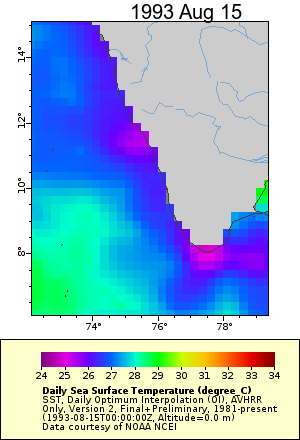 1993 Aug 15
14°
12°
10°
8°
74° 76° 78°
24 25 26 27 28 29 30 31 32 33 34
Daily Sea Surface Temperature (degree_C)
SST, Daily Optimum Interpolation (OI), AVHRR
Only, Version 2, Final+Preliminary, 1981-present
(1993-08-15T00:00:00Z, Altitude=0.0 m)
Data courtesy of NOAA NCEI